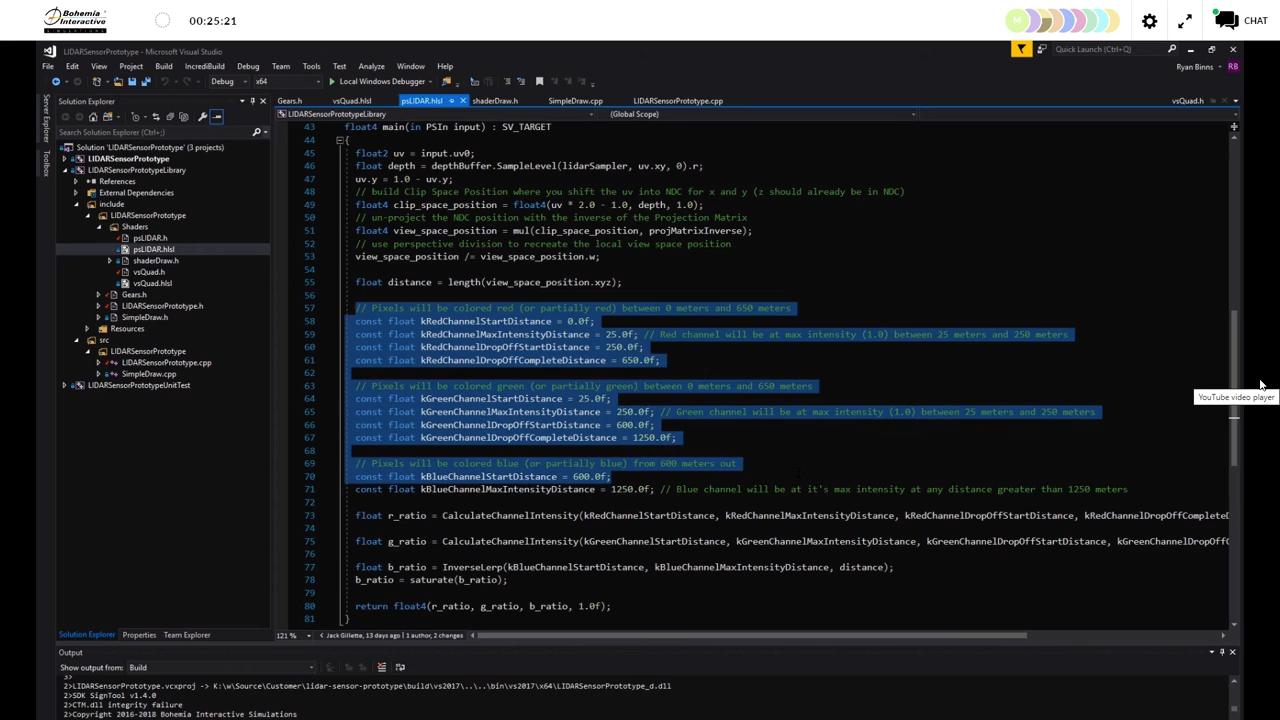 Bohemia
Interactive
SIMULATIONS
00:25:21
M
CHAT
LIDARSensorPrototype - Microsoft Visual Studio
Quick Launch (Ctrl+Q)
File Edit View Project Build IncrediBuild Debug Team Tools Test Analyze Window Help
Ryan Binns RB
Debug x64 Local Windows Debugger
Server Explorer
Toolbox
Solution Explorer
Search Solution Explorer (Ctrl+;)
Solution 'LIDARSensorPrototype' (3 projects)
LIDARSensorPrototype
LIDARSensorPrototypeLibrary
References
External Dependencies
include
LIDARSensorPrototype
Shaders
psLIDAR.h
psLIDAR.hlsl
shaderDraw.h
vsQuad.h
vsQuad.hlsl
Gears.h
LIDARSensorPrototype.h
SimpleDraw.h
Resources
src
LIDARSensorPrototype
LIDARSensorPrototype.cpp
SimpleDraw.cpp
LIDARSensorPrototypeUnitTest
Solution Explorer Properties Team Explorer
Gears.h vsQuad.hlsl psLIDAR.hlsl shaderDraw.h SimpleDraw.cpp LIDARSensorPrototype.cpp vsQuad.h
LIDARSensorPrototypeLibrary (Global Scope)
43 float4 main(in PSIn input) : SV_TARGET
44 {
45 float2 uv = input.uv0;
46 float depth = depthBuffer.SampleLevel(lidarSampler, uv.xy, 0).r;
47 uv.y = 1.0 - uv.y;
48 // build Clip Space Position where you shift the uv into NDC for x and y (z should already be in NDC)
49 float4 clip_space_position = float4(uv * 2.0 - 1.0, depth, 1.0);
50 // un-project the NDC position with the inverse of the Projection Matrix
51 float4 view_space_position = mul(clip_space_position, projMatrixInverse);
52 // use perspective division to recreate the local view space position
53 view_space_position /= view_space_position.w;
54
55 float distance = length(view_space_position.xyz);
56
57 // Pixels will be colored red (or partially red) between 0 meters and 650 meters
58 const float kRedChannelStartDistance = 0.0f;
59 const float kRedChannelMaxIntensityDistance = 25.0f; // Red channel will be at max intensity (1.0) between 25 meters and 250 meters
60 const float kRedChannelDropOffStartDistance = 250.0f;
61 const float kRedChannelDropOffCompleteDistance = 650.0f;
62
63 // Pixels will be colored green (or partially green) between 0 meters and 650 meters
64 const float kGreenChannelStartDistance = 25.0f;
65 const float kGreenChannelMaxIntensityDistance = 250.0f; // Green channel will be at max intensity (1.0) between 25 meters and 250 meters
66 const float kGreenChannelDropOffStartDistance = 600.0f;
67 const float kGreenChannelDropOffCompleteDistance = 1250.0f;
68
69 // Pixels will be colored blue (or partially blue) from 600 meters out
70 const float kBlueChannelStartDistance = 600.0f;
71 const float kBlueChannelMaxIntensityDistance = 1250.0f; // Blue channel will be at it's max intensity at any distance greater than 1250 meters
72
73 float r_ratio = CalculateChannelIntensity(kRedChannelStartDistance, kRedChannelMaxIntensityDistance, kRedChannelDropOffStartDistance, kRedChannelDropOffCompleteD
74
75 float g_ratio = CalculateChannelIntensity(kGreenChannelStartDistance, kGreenChannelMaxIntensityDistance, kGreenChannelDropOffStartDistance, kGreenChannelDropOffC
76
77 float b_ratio = InverseLerp(kBlueChannelStartDistance, kBlueChannelMaxIntensityDistance, distance);
78 b_ratio = saturate(b_ratio);
79
80 return float4(r_ratio, g_ratio, b_ratio, 1.0f);
81 }
YouTube video player
121 % Jack Gillette, 13 days ago | 1 author, 2 changes
Output
Show output from: Build
3>
2>LIDARSensorPrototype.vcxproj -> K:\w\Source\Customer\lidar-sensor-prototype\build\vs2017\..\..\bin\vs2017\x64\LIDARSensorPrototype_d.dll
2>SDK SignTool v1.4.0
2>CTM.dll integrity failure
2>Copyright 2016-2018 Bohemia Interactive Simulations